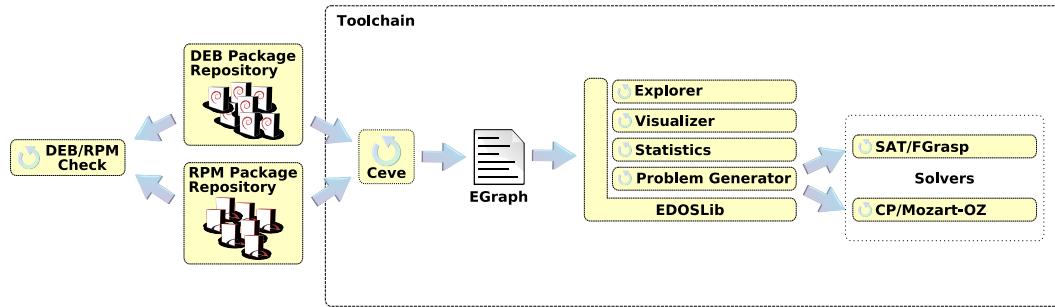 Toolchain
DEB Package
Repository
DEB/RPM
Check
RPM Package
Repository
Ceve
EGraph
Explorer
Visualizer
Statistics
Problem Generator
EDOSLib
SAT/FGrasp
Solvers
CP/Mozart-OZ